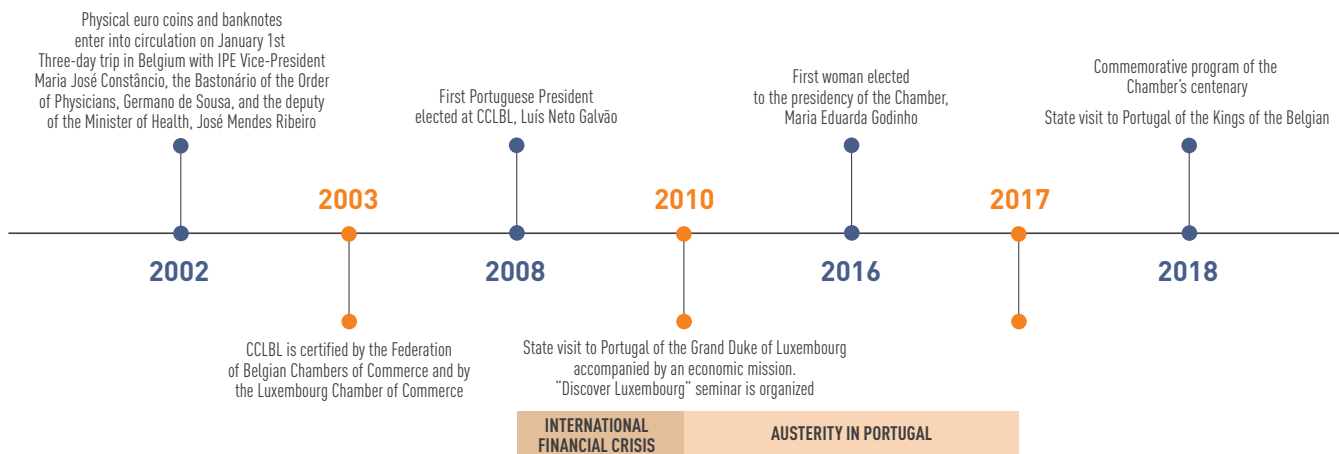 Physical euro coins and banknotes
enter into circulation on January 1st
Three-day trip in Belgium with IPE Vice-President
Maria José Constâncio, the Bastonário of the Order
of Physicians, Germano de Sousa, and the deputy
of the Minister of Health, José Mendes Ribeiro
2002
2003
CCLBL is certified by the Federation
of Belgian Chambers of Commerce and by
the Luxembourg Chamber of Commerce
First Portuguese President
elected at CCLBL, Luís Neto Galvão
2008
2010
State visit to Portugal of the Grand Duke of Luxembourg
accompanied by an economic mission.
“Discover Luxembourg” seminar is organized
First woman elected
to the presidency of the Chamber,
Maria Eduarda Godinho
2016
2017
Commemorative program of the
Chamber’s centenary
State visit to Portugal of the Kings of the Belgian
2018
INTERNATIONAL
FINANCIAL CRISIS
AUSTERITY IN PORTUGAL